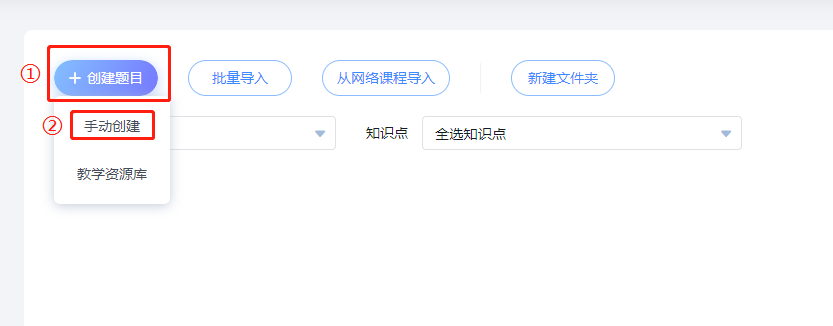 ① + 创建题目 批量导入 从网络课程导入 新建文件夹
② 手动创建 知识点 全选知识点
教学资源库